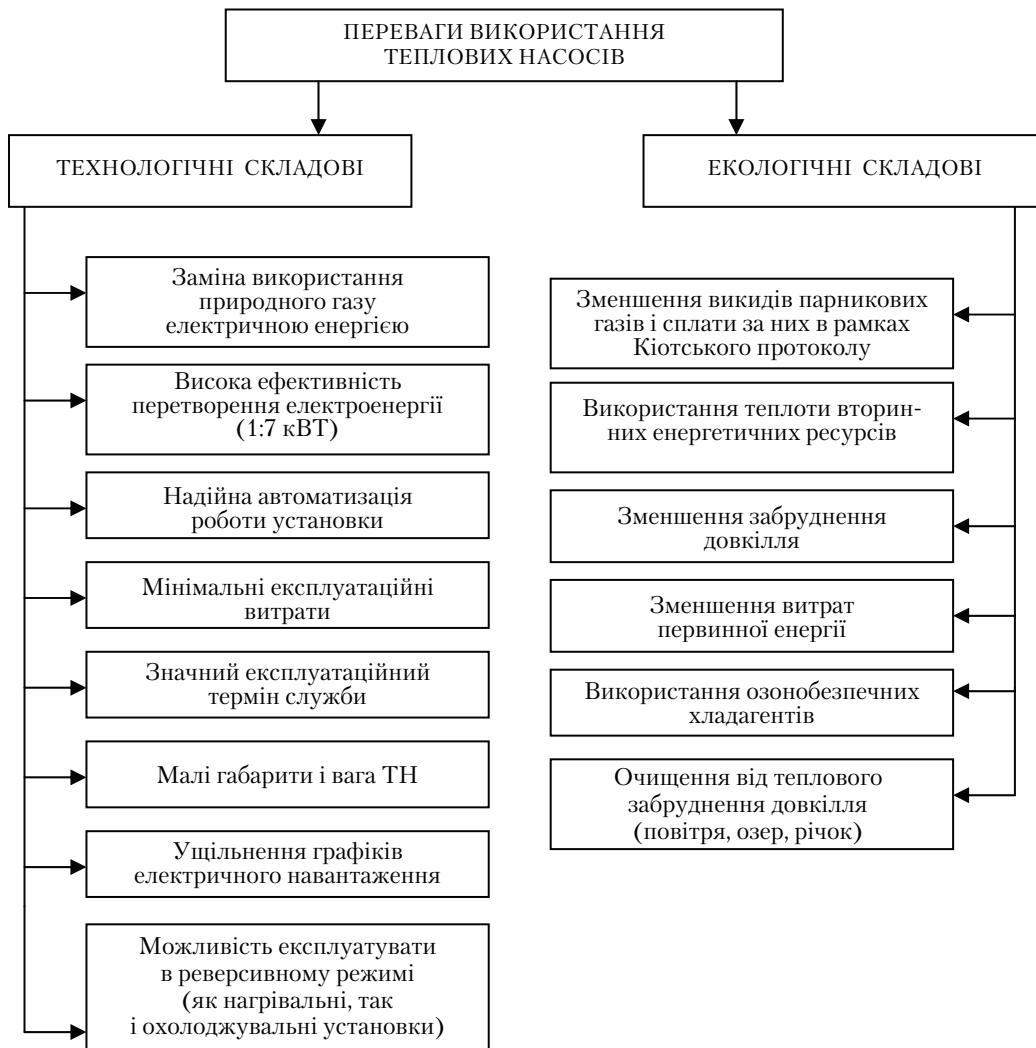 ПЕРЕВАГИ ВИКОРИСТАННЯ
ТЕПЛОВИХ НАСОСІВ
ТЕХНОЛОГІЧНІ СКЛАДОВІ
Заміна використання
природного газу
електричною енергією
Висока ефективність
перетворення електроенергії
(1:7 кВТ)
Надійна автоматизація
роботи установки
Мінімальні експлуатаційні
витрати
Значний експлуатаційний
термін служби
Малі габарити і вага ТН
Ущільнення графіків
електричного навантаження
Можливість експлуатувати
в реверсивному режимі
(як нагрівальні, так
і охолоджувальні установки)
ЕКОЛОГІЧНІ СКЛАДОВІ
Зменшення викидів парникових
газів і сплати за них в рамках
Кіотського протоколу
Використання теплоти вторин-
них енергетичних ресурсів
Зменшення забруднення
довкілля
Зменшення витрат
первинної енергії
Використання озонобезпечних
хладагентів
Очищення від теплового
забруднення довкілля
(повітря, озер, річок)